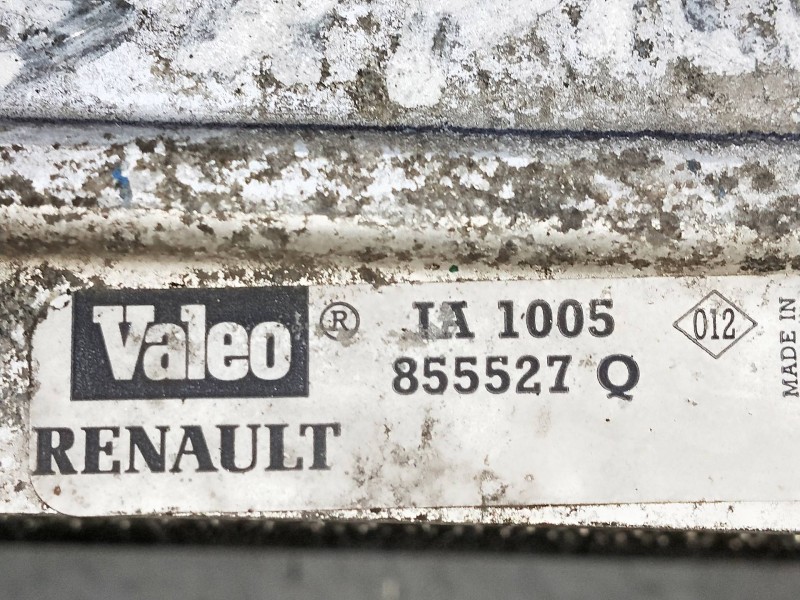 Valeo ® IA 1005
855527 Q
RENAULT
012
MADE IN